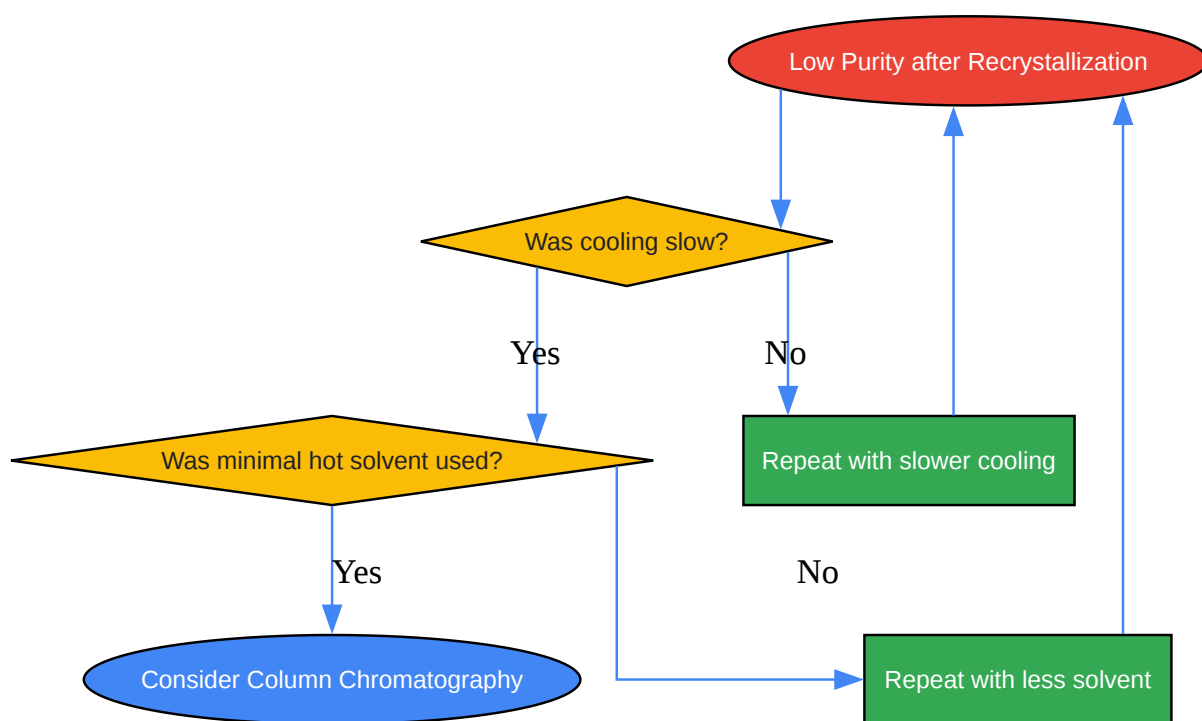 Low Purity after Recrystallization
Was cooling slow?
Yes
No
Was minimal hot solvent used?
Repeat with slower cooling
Yes
No
Consider Column Chromatography
Repeat with less solvent